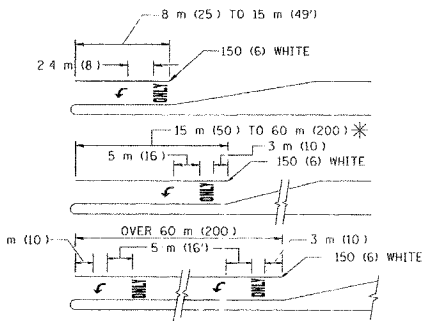 8 m (25) TO 15 m (49')
150 (6) WHITE
2 4 m (8)
ONLY
15 m (50) TO 60 m (200) *
5 m (16)
3 m (10)
150 (6) WHITE
ONLY
OVER 60 m (200)
m (10)
5 m (16')
3 m (10)
150 (6) WHITE
ONLY
ONLY